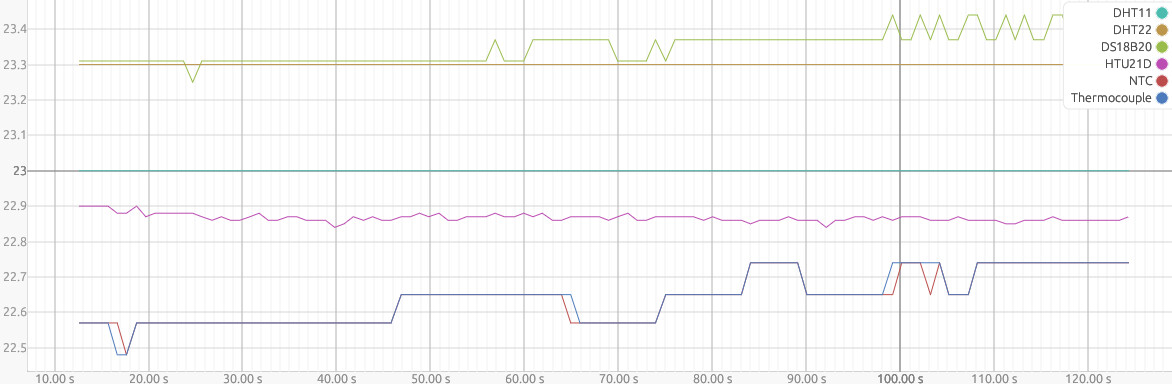 DHT11
23.4
DHT22
DS18B20
23.3
HTU21D
NTC
23.2
Thermocouple
23.1
23
22.9
22.8
22.7
22.6
22.5
10.00 s 20.00 s 30.00 s 40.00 s 50.00 s 60.00 s 70.00 s 80.00 s 90.00 s 100.00 s 110.00 s 120.00 s